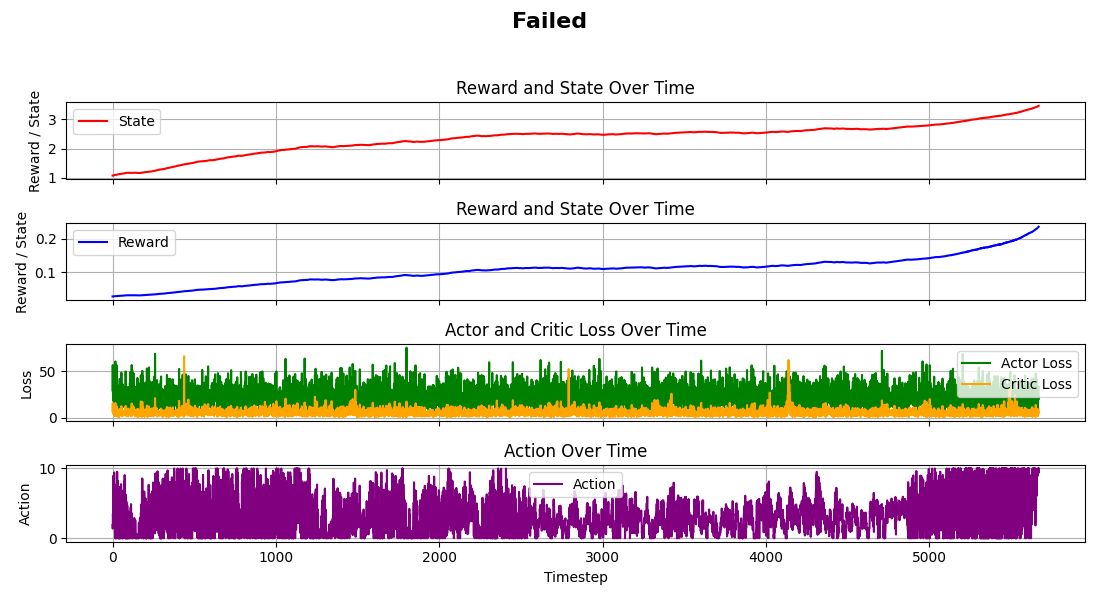 Failed
Reward and State Over Time
Reward / State
3
2
1
State
Reward and State Over Time
Reward / State
0.2
0.1
Reward
Actor and Critic Loss Over Time
Loss
50
0
Actor Loss
Critic Loss
Action Over Time
Action
10
0
Action
0 1000 2000 3000 4000 5000
Timestep